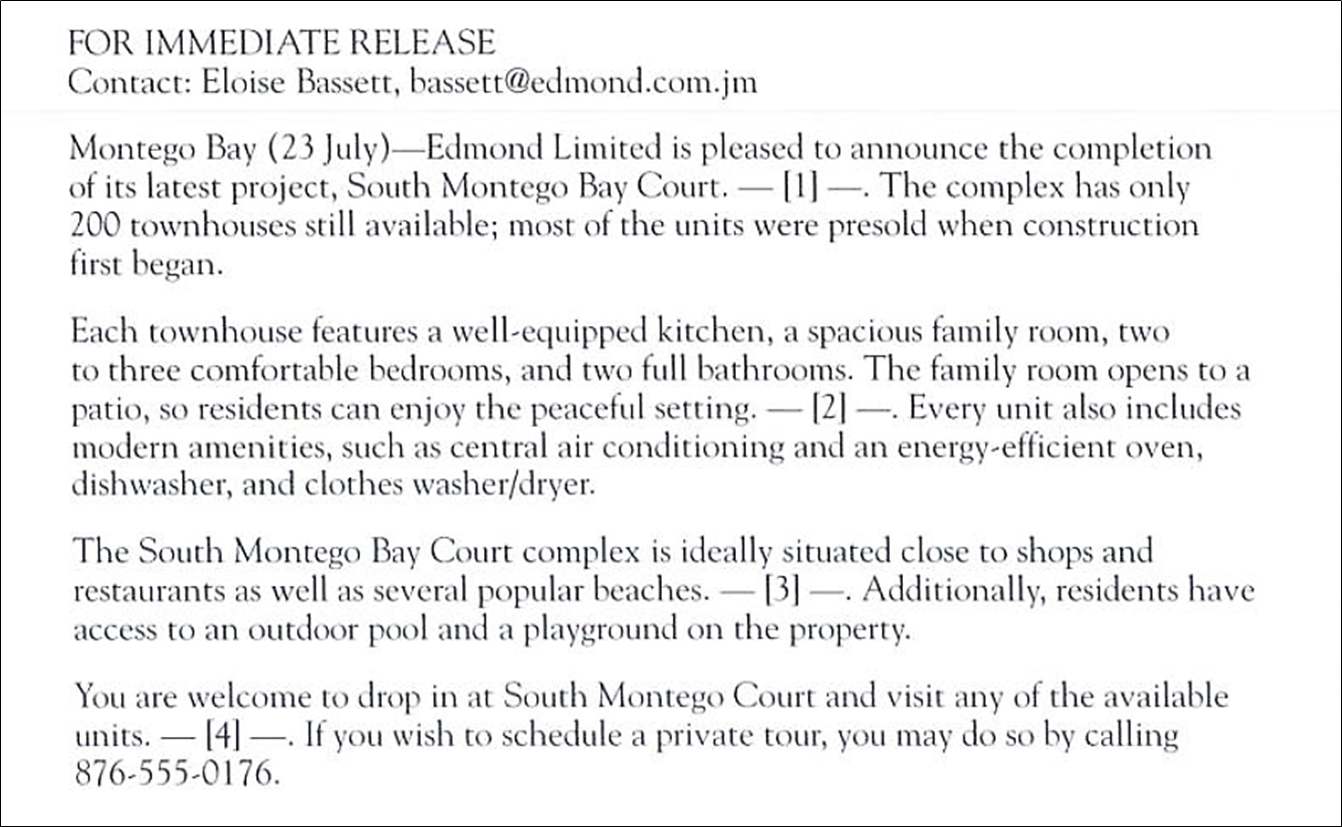 FOR IMMEDIATE RELEASE
Contact: Eloise Bassett, bassett@edmond.com.jm
Montego Bay (23 July)—Edmond Limited is pleased to announce the completion
of its latest project, South Montego Bay Court. — [1] —. The complex has only
200 townhouses still available; most of the units were presold when construction
first began.
Each townhouse features a well-equipped kitchen, a spacious family room, two
to three comfortable bedrooms, and two full bathrooms. The family room opens to a
patio, so residents can enjoy the peaceful setting. — [2] —. Every unit also includes
modern amenities, such as central air conditioning and an energy-efficient oven,
dishwasher, and clothes washer/dryer.
The South Montego Bay Court complex is ideally situated close to shops and
restaurants as well as several popular beaches. — [3] —. Additionally, residents have
access to an outdoor pool and a playground on the property.
You are welcome to drop in at South Montego Court and visit any of the available
units. — [4] —. If you wish to schedule a private tour, you may do so by calling
876-555-0176.